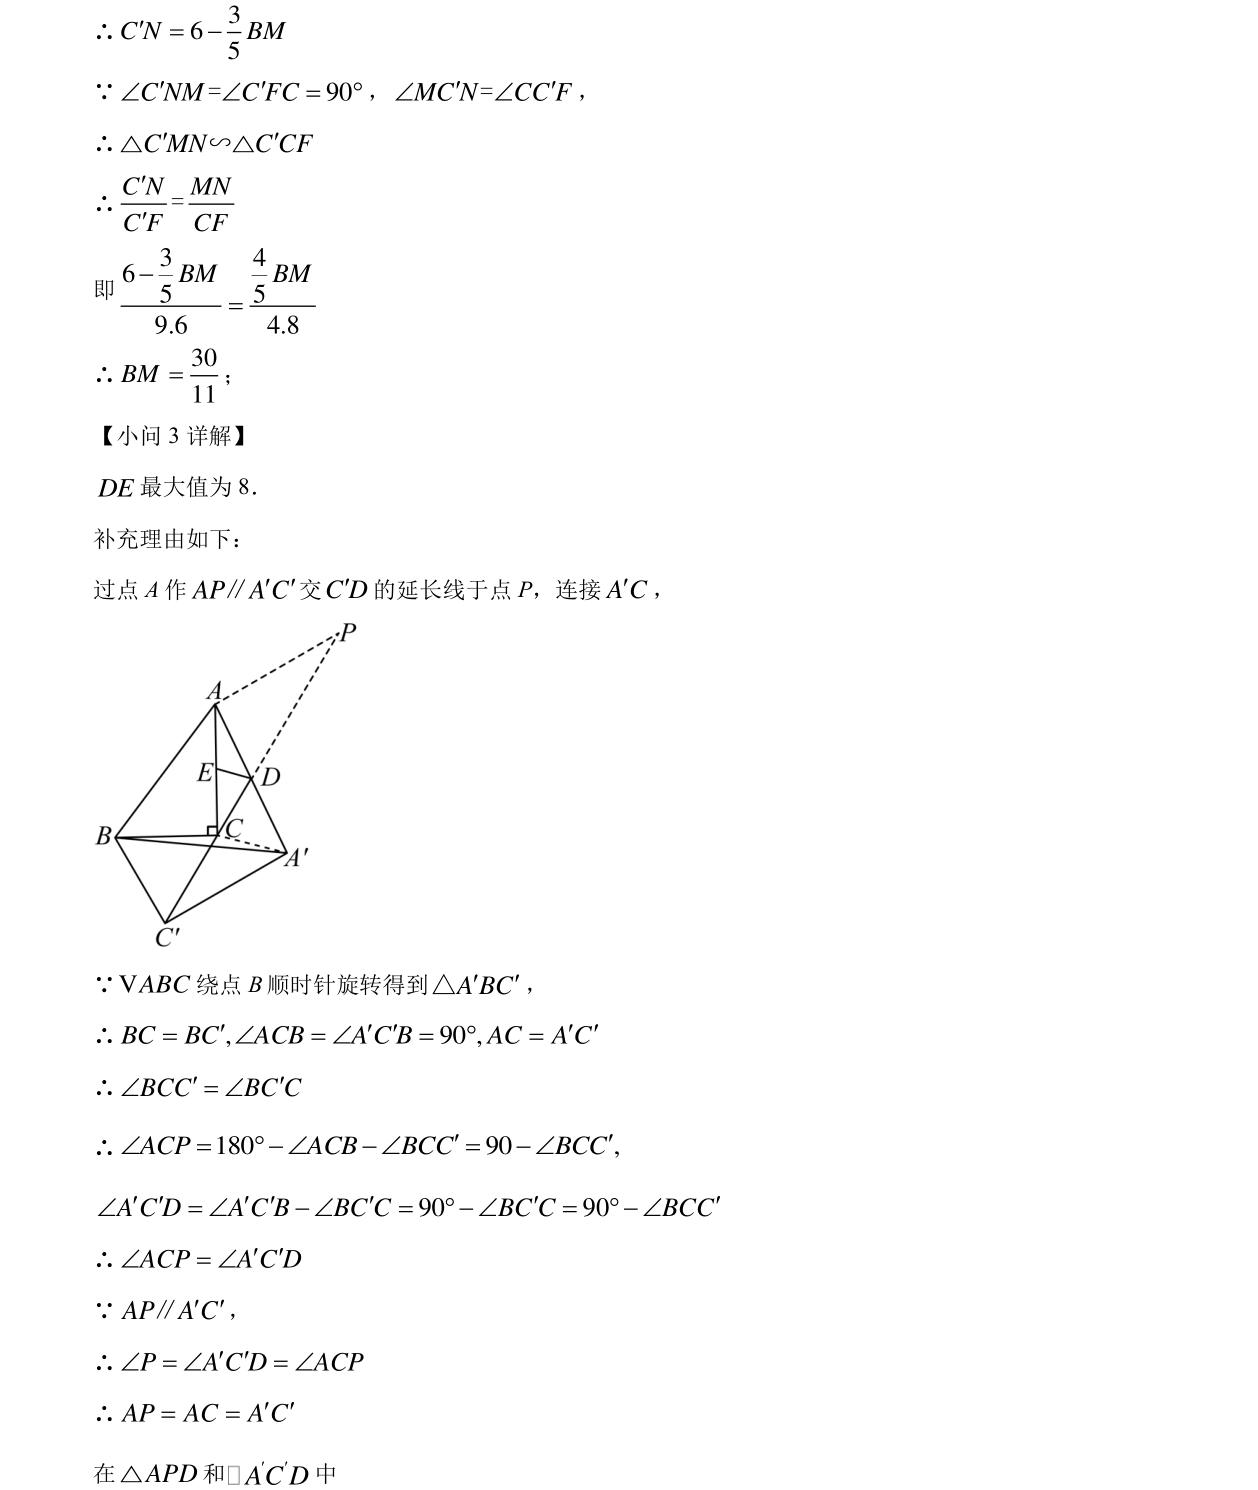 ∴ C′N = 6 − 3/5 BM
∵ ∠C′NM=∠C′FC = 90°，∠MC′N=∠CC′F，
∴ △C′MN∽△C′CF
∴ C′N/C′F = MN/CF
即 (6 − 3/5 BM)/9.6 = (4/5 BM)/4.8
∴ BM = 30/11；
【小问 3 详解】
DE 最大值为 8．
补充理由如下：
过点 A 作 AP∥A′C′ 交 C′D 的延长线于点 P，连接 A′C，
P
A
E
D
B
C
A′
C′
∵ VABC 绕点 B 顺时针旋转得到 △A′BC′，
∴ BC = BC′, ∠ACB = ∠A′C′B = 90°, AC = A′C′
∴ ∠BCC′ = ∠BC′C
∴ ∠ACP = 180° − ∠ACB − ∠BCC′ = 90 − ∠BCC′,
∠A′C′D = ∠A′C′B − ∠BC′C = 90° − ∠BC′C = 90° − ∠BCC′
∴ ∠ACP = ∠A′C′D
∵ AP∥A′C′，
∴ ∠P = ∠A′C′D = ∠ACP
∴ AP = AC = A′C′
在 △APD 和 □A′C′D 中